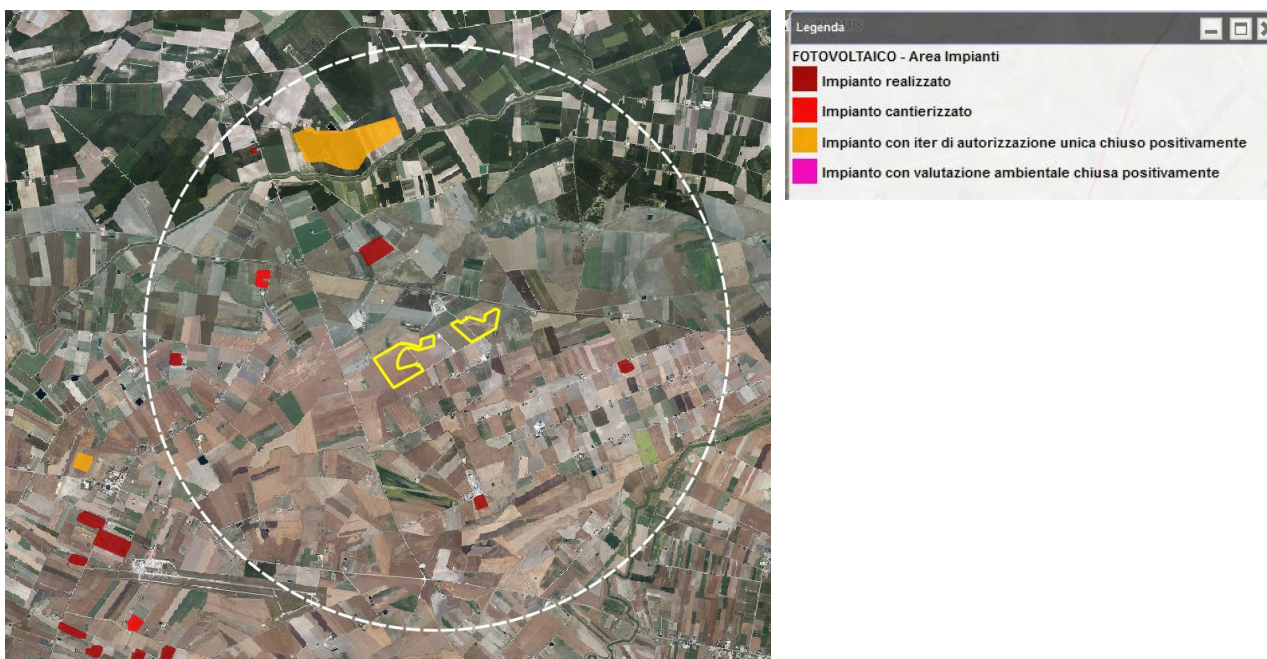 Legenda
FOTOVOLTAICO - Area Impianti
Impianto realizzato
Impianto cantierizzato
Impianto con iter di autorizzazione unica chiuso positivamente
Impianto con valutazione ambientale chiusa positivamente